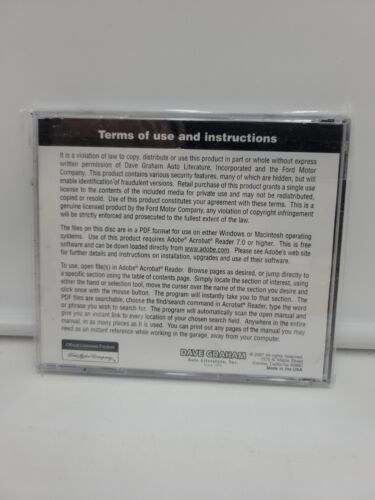 Terms of use and instructions
It is a violation of law to copy, distribute or use this product in part or whole without express
written permission of Dave Graham Auto Literature, Incorporated and the Ford Motor
Company. This product contains various security features, many of which are hidden, but will
enable identification of fraudulent versions. Retail purchase of this product grants a single use
license to the contents of the included media for private use and may not be redistributed,
copied or resold. Use of this product constitutes your agreement with these terms. This is a
genuine licensed product by the Ford Motor Company, any violation of copyright infringement
will be strictly enforced and prosecuted to the fullest extent of the law.
The files on this disc are in a PDF format for use on either Windows or Macintosh operating
systems. Use of this product requires Adobe® Acrobat® Reader 7.0 or higher. This is free
software and can be down loaded directly from www.adobe.com. Please see Adobe's web site
for further details and instructions on installation, upgrades and use of their software.
To use, open file(s) in Adobe® Acrobat® Reader. Browse pages as desired, or jump directly to
a specific section using the table of contents page. Simply locate the section of interest, using
either the hand or selection tool, move the curser over the name of the section you desire and
click once with the mouse button. The program will instantly take you to that section. The
PDF files are searchable, choose the find/search command in Acrobat® Reader, type the word
or phrase you wish to search for. The program will automatically scan the open manual and
give you an instant link to every location of your chosen search field. Anywhere in the entire
manual, in as many places as it is used. You can print out any pages of the manual you may
need as an instant reference while working in the garage, away from your computer.
Official Licensed Product
Ford Motor Company
DAVE GRAHAM
Auto Literature, Inc.
© 2007 All rights reserved.
Maple Street
California
Made in the USA